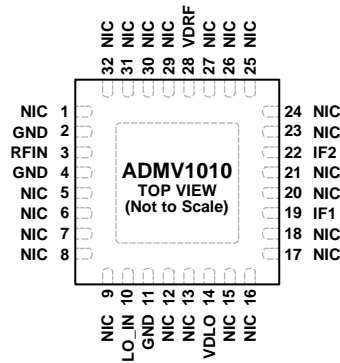 32 NIC
31 NIC
30 NIC
29 NIC
28 VDRF
27 NIC
26 NIC
25 NIC
NIC 1
GND 2
RFIN 3
GND 4
NIC 5
NIC 6
NIC 7
NIC 8
ADMV1010
TOP VIEW
(Not to Scale)
24 NIC
23 NIC
22 IF2
21 NIC
20 NIC
19 IF1
18 NIC
17 NIC
NIC 9
LO_IN 10
GND 11
NIC 12
NIC 13
VDLO 14
NIC 15
NIC 16